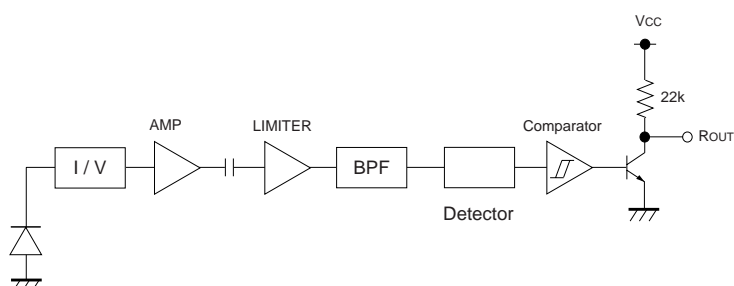 VCC
22k
ROUT
AMP
LIMITER
Comparator
I / V
BPF
Detector